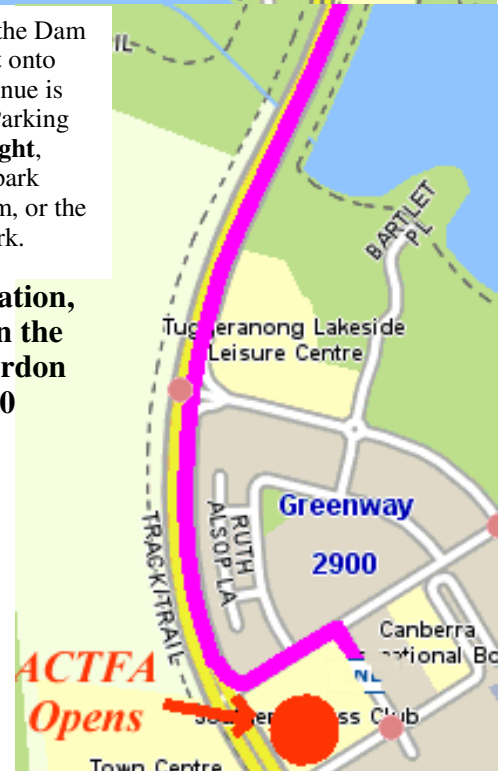 the Dam
t onto
nue is
Parking
ght,
park
m, or the
rk.
ation,
n the
rdon
0
IL
BARTLET
PL
Tuggeranong Lakeside
Leisure Centre
Greenway
2900
RUTH
ALSOP LA
TRACK/TRAIL
Canberra
ational Bo
ACTFA
Opens
ss Club
Town Centre